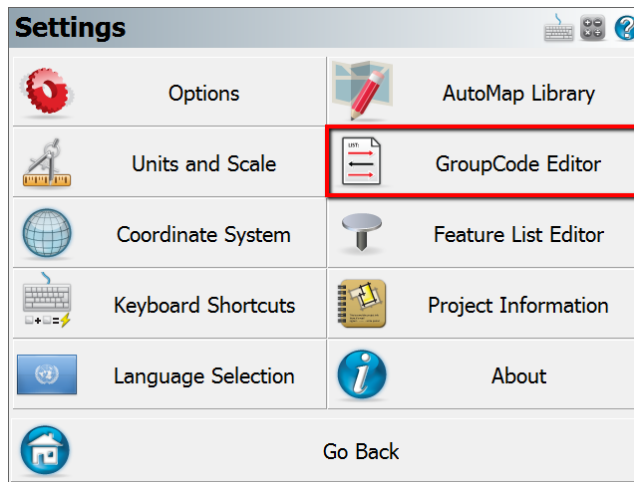 Settings
Options
AutoMap Library
Units and Scale
LIST:
GroupCode Editor
Coordinate System
Feature List Editor
Keyboard Shortcuts
Project Information
Language Selection
About
Go Back